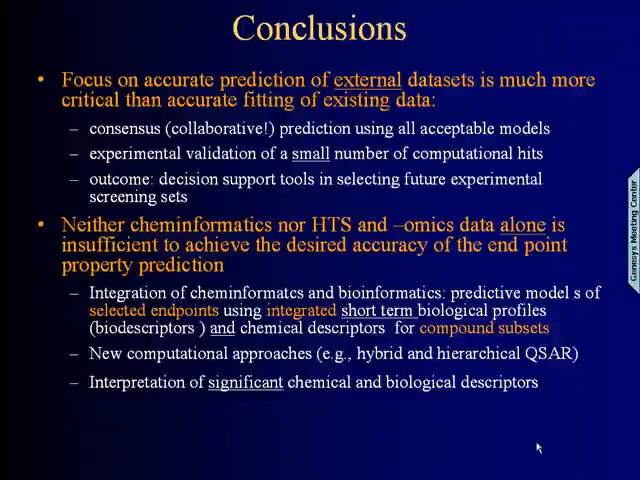 Conclusions
• Focus on accurate prediction of external datasets is much more
critical than accurate fitting of existing data:
– consensus (collaborative!) prediction using all acceptable models
– experimental validation of a small number of computational hits
– outcome: decision support tools in selecting future experimental
screening sets
• Neither cheminformatics nor HTS and –omics data alone is
insufficient to achieve the desired accuracy of the end point
property prediction
– Integration of cheminformatcs and bioinformatics: predictive model s of
selected endpoints using integrated short term biological profiles
(biodescriptors ) and chemical descriptors for compound subsets
– New computational approaches (e.g., hybrid and hierarchical QSAR)
– Interpretation of significant chemical and biological descriptors
Genesys Meeting Center